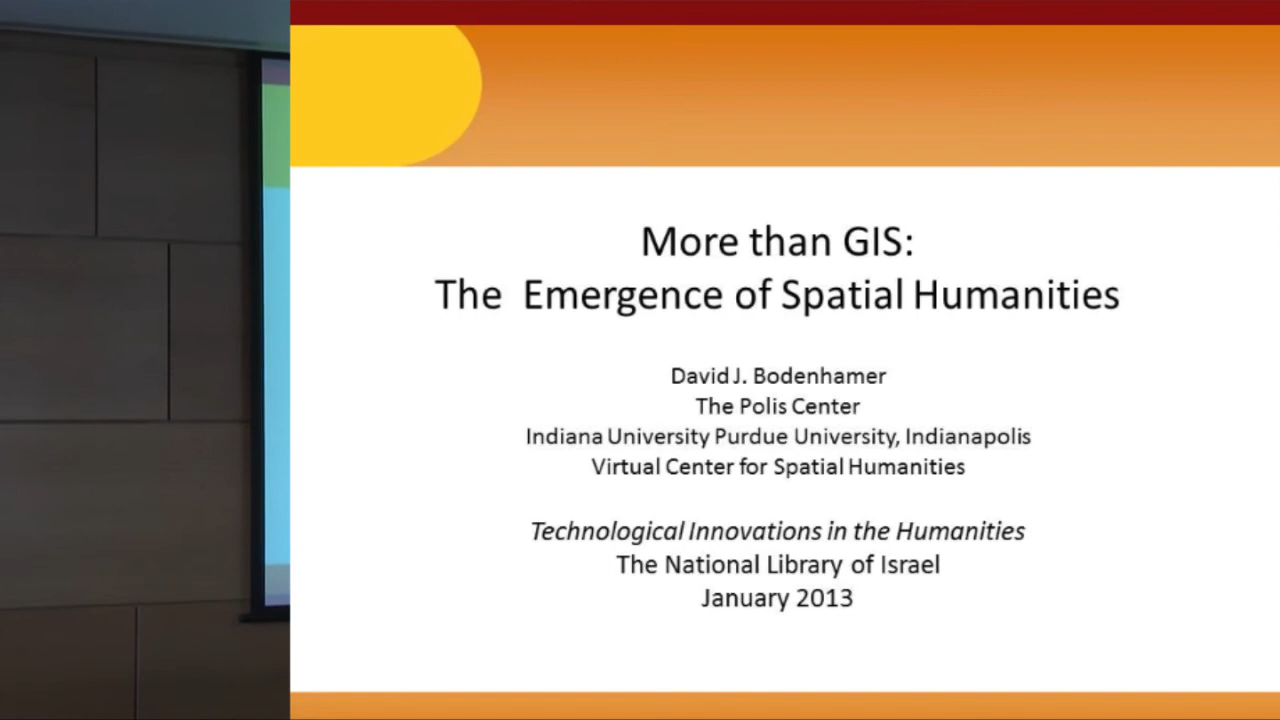 More than GIS:
The Emergence of Spatial Humanities
David J. Bodenhamer
The Polis Center
Indiana University Purdue University, Indianapolis
Virtual Center for Spatial Humanities
Technological Innovations in the Humanities
The National Library of Israel
January 2013